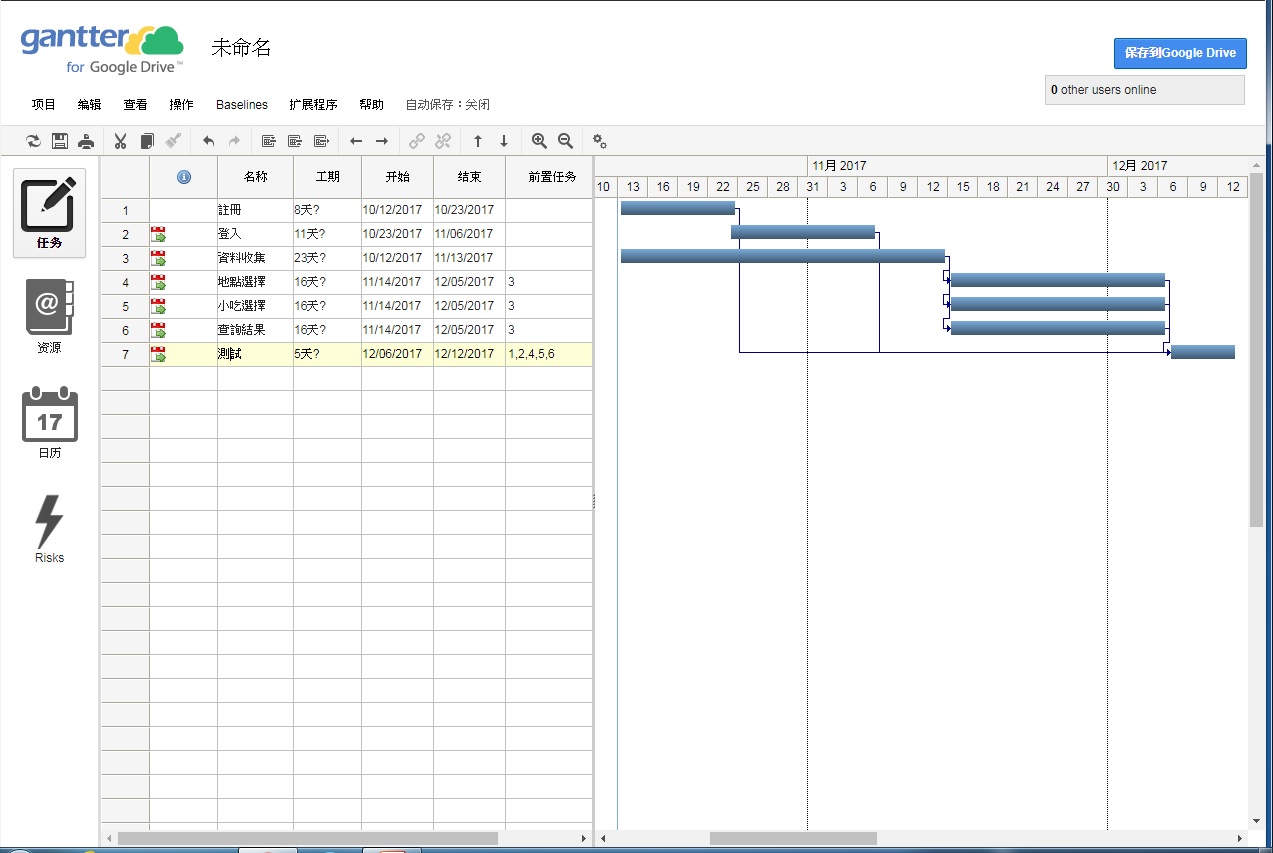 gantter
for Google Drive™
未命名
保存到Google Drive
0 other users online
项目 编辑 查看 操作 Baselines 扩展程序 帮助 自动保存：关闭
任务
@
资源
17
日历
Risks
名称 工期 开始 结束 前置任务
1 註冊 8天? 10/12/2017 10/23/2017
2 登入 11天? 10/23/2017 11/06/2017
3 資料收集 23天? 10/12/2017 11/13/2017
4 地點選擇 16天? 11/14/2017 12/05/2017 3
5 小吃選擇 16天? 11/14/2017 12/05/2017 3
6 查詢結果 16天? 11/14/2017 12/05/2017 3
7 測試 5天? 12/06/2017 12/12/2017 1,2,4,5,6
11月 2017 12月 2017
10 13 16 19 22 25 28 31 3 6 9 12 15 18 21 24 27 30 3 6 9 12